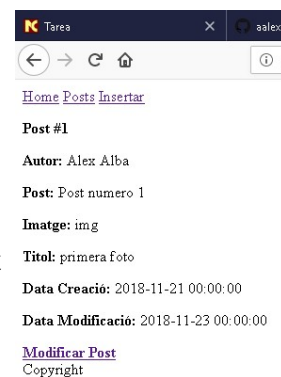 Tarea
aalex
Home Posts Insertar
Post #1
Autor: Alex Alba
Post: Post numero 1
Imatge: img
Titol: primera foto
Data Creació: 2018-11-21 00:00:00
Data Modificació: 2018-11-23 00:00:00
Modificar Post
Copyright